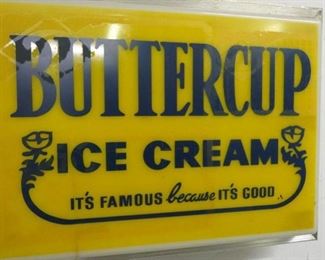 BUTTERCUP
ICE CREAM
IT'S FAMOUS because IT'S GOOD